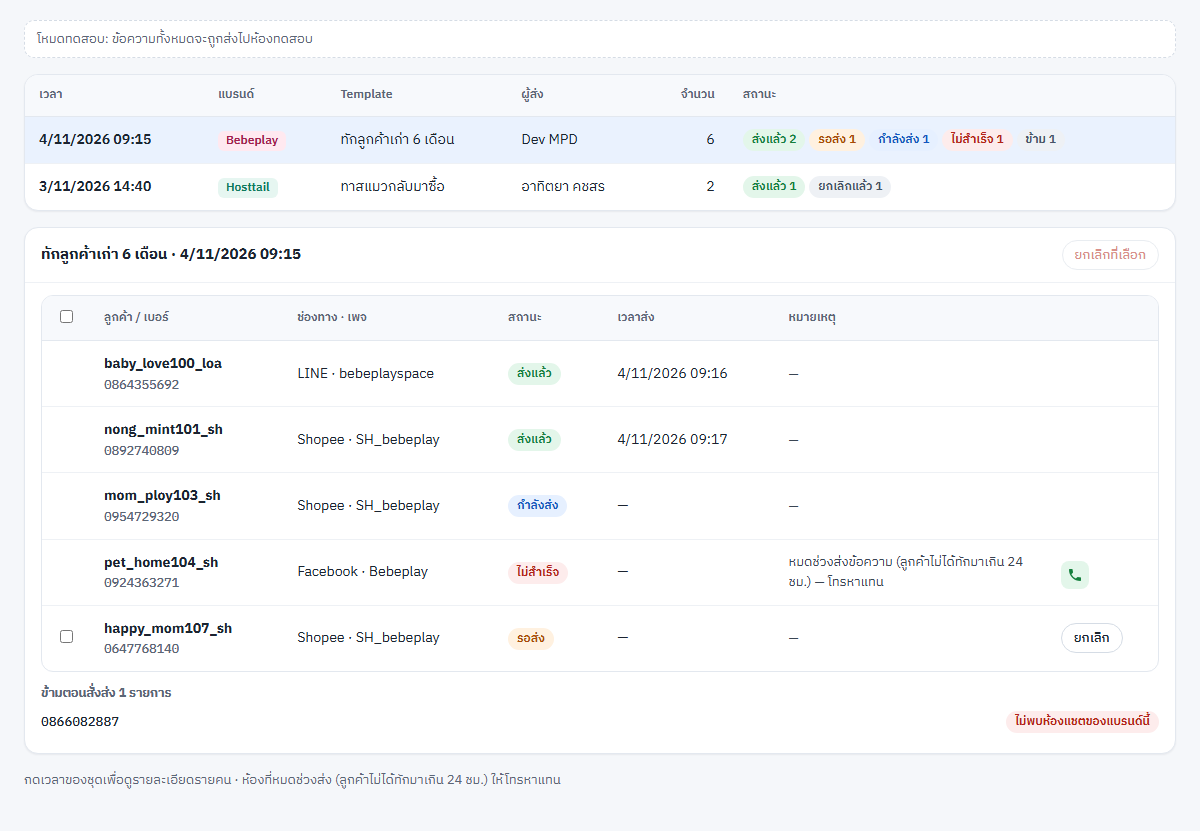 โหมดทดสอบ: ข้อความทั้งหมดจะถูกส่งไปห้องทดสอบ
เวลา แบรนด์ Template ผู้ส่ง จำนวน สถานะ
4/11/2026 09:15 Bebeplay ทักลูกค้าเก่า 6 เดือน Dev MPD 6 ส่งแล้ว 2 รอส่ง 1 กำลังส่ง 1 ไม่สำเร็จ 1 ข้าม 1
3/11/2026 14:40 Hosttail ทาสแมวกลับมาซื้อ อาทิตยา คชสร 2 ส่งแล้ว 1 ยกเลิกแล้ว 1
ทักลูกค้าเก่า 6 เดือน · 4/11/2026 09:15 ยกเลิกที่เลือก
ลูกค้า / เบอร์ ช่องทาง · เพจ สถานะ เวลาส่ง หมายเหตุ
baby_love100_loa
0864355692
LINE · bebeplayspace ส่งแล้ว 4/11/2026 09:16 —
nong_mint101_sh
0892740809
Shopee · SH_bebeplay ส่งแล้ว 4/11/2026 09:17 —
mom_ploy103_sh
0954729320
Shopee · SH_bebeplay กำลังส่ง — —
pet_home104_sh
0924363271
Facebook · Bebeplay ไม่สำเร็จ — หมดช่วงส่งข้อความ (ลูกค้าไม่ได้ทักมาเกิน 24
ชม.) — โทรหาแทน
happy_mom107_sh
0647768140
Shopee · SH_bebeplay รอส่ง — — ยกเลิก
ข้ามตอนสั่งส่ง 1 รายการ
0866082887 ไม่พบห้องแชตของแบรนด์นี้
กดเวลาของชุดเพื่อดูรายละเอียดรายคน · ห้องที่หมดช่วงส่ง (ลูกค้าไม่ได้ทักมาเกิน 24 ชม.) ให้โทรหาแทน